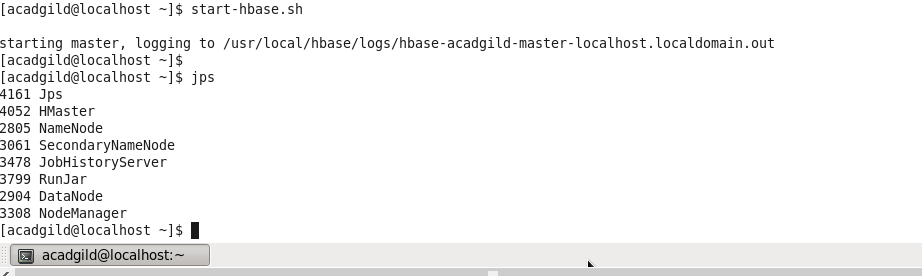 [acadgild@localhost ~]$ start-hbase.sh
starting master, logging to /usr/local/hbase/logs/hbase-acadgild-master-localhost.localdomain.out
[acadgild@localhost ~]$
[acadgild@localhost ~]$ jps
4161 Jps
4052 HMaster
2805 NameNode
3061 SecondaryNameNode
3478 JobHistoryServer
3799 RunJar
2904 DataNode
3308 NodeManager
[acadgild@localhost ~]$
acadgild@localhost:~